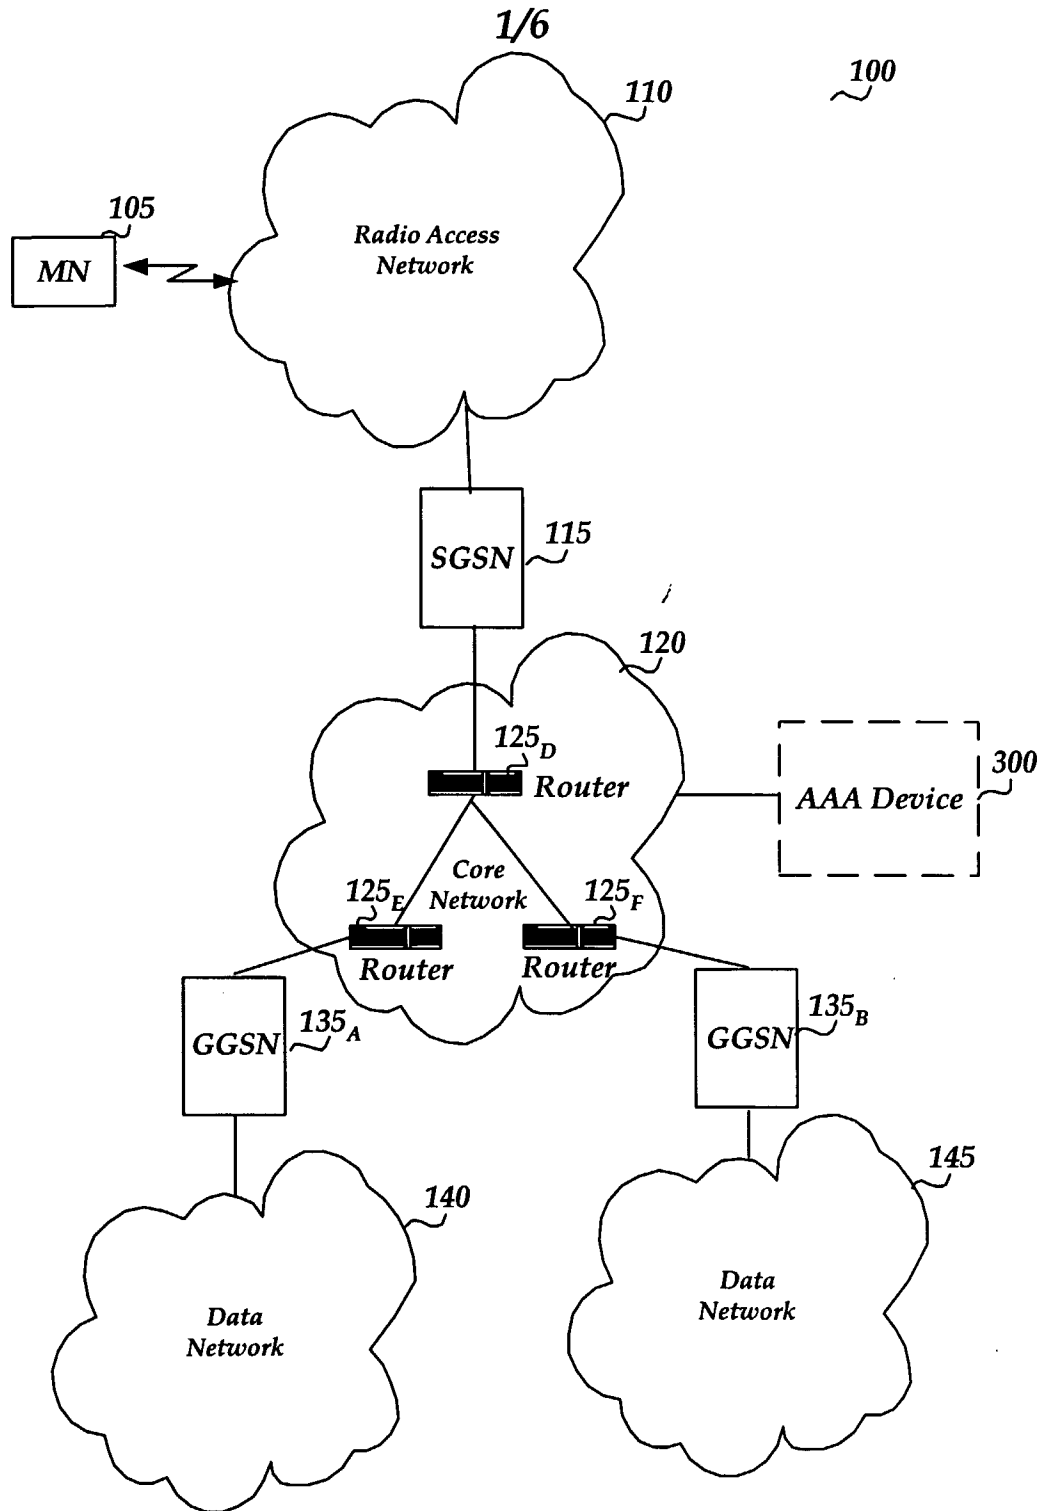 1/6
100
110
105
MN
Radio Access
Network
SGSN
115
120
125D
Router
AAA Device
300
Core
Network
125E
125F
Router
Router
GGSN
135A
GGSN
135B
140
145
Data
Network
Data
Network